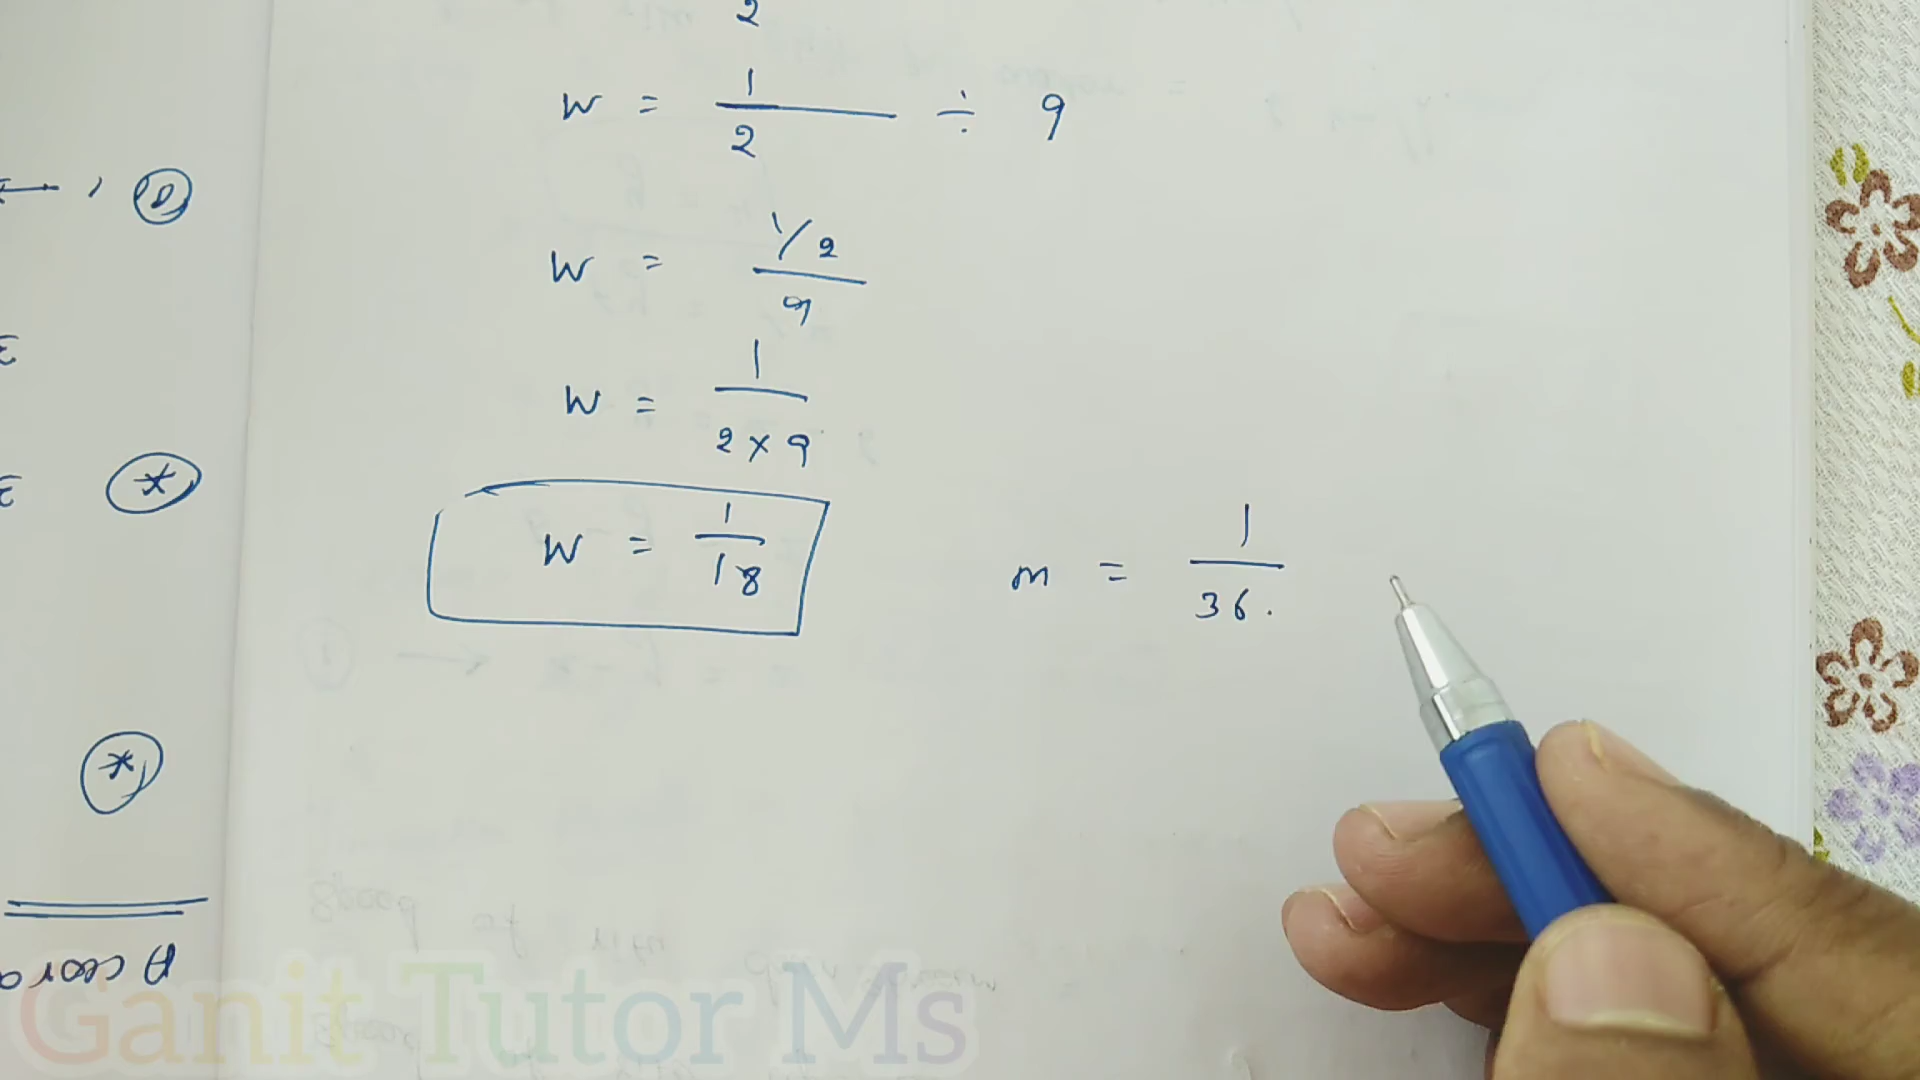 2
W = 1/2 ÷ 9
W = 1/2 / 9
W = 1 / 2 × 9
W = 1/18
m = 1/36.
Ganit Tutor Ms